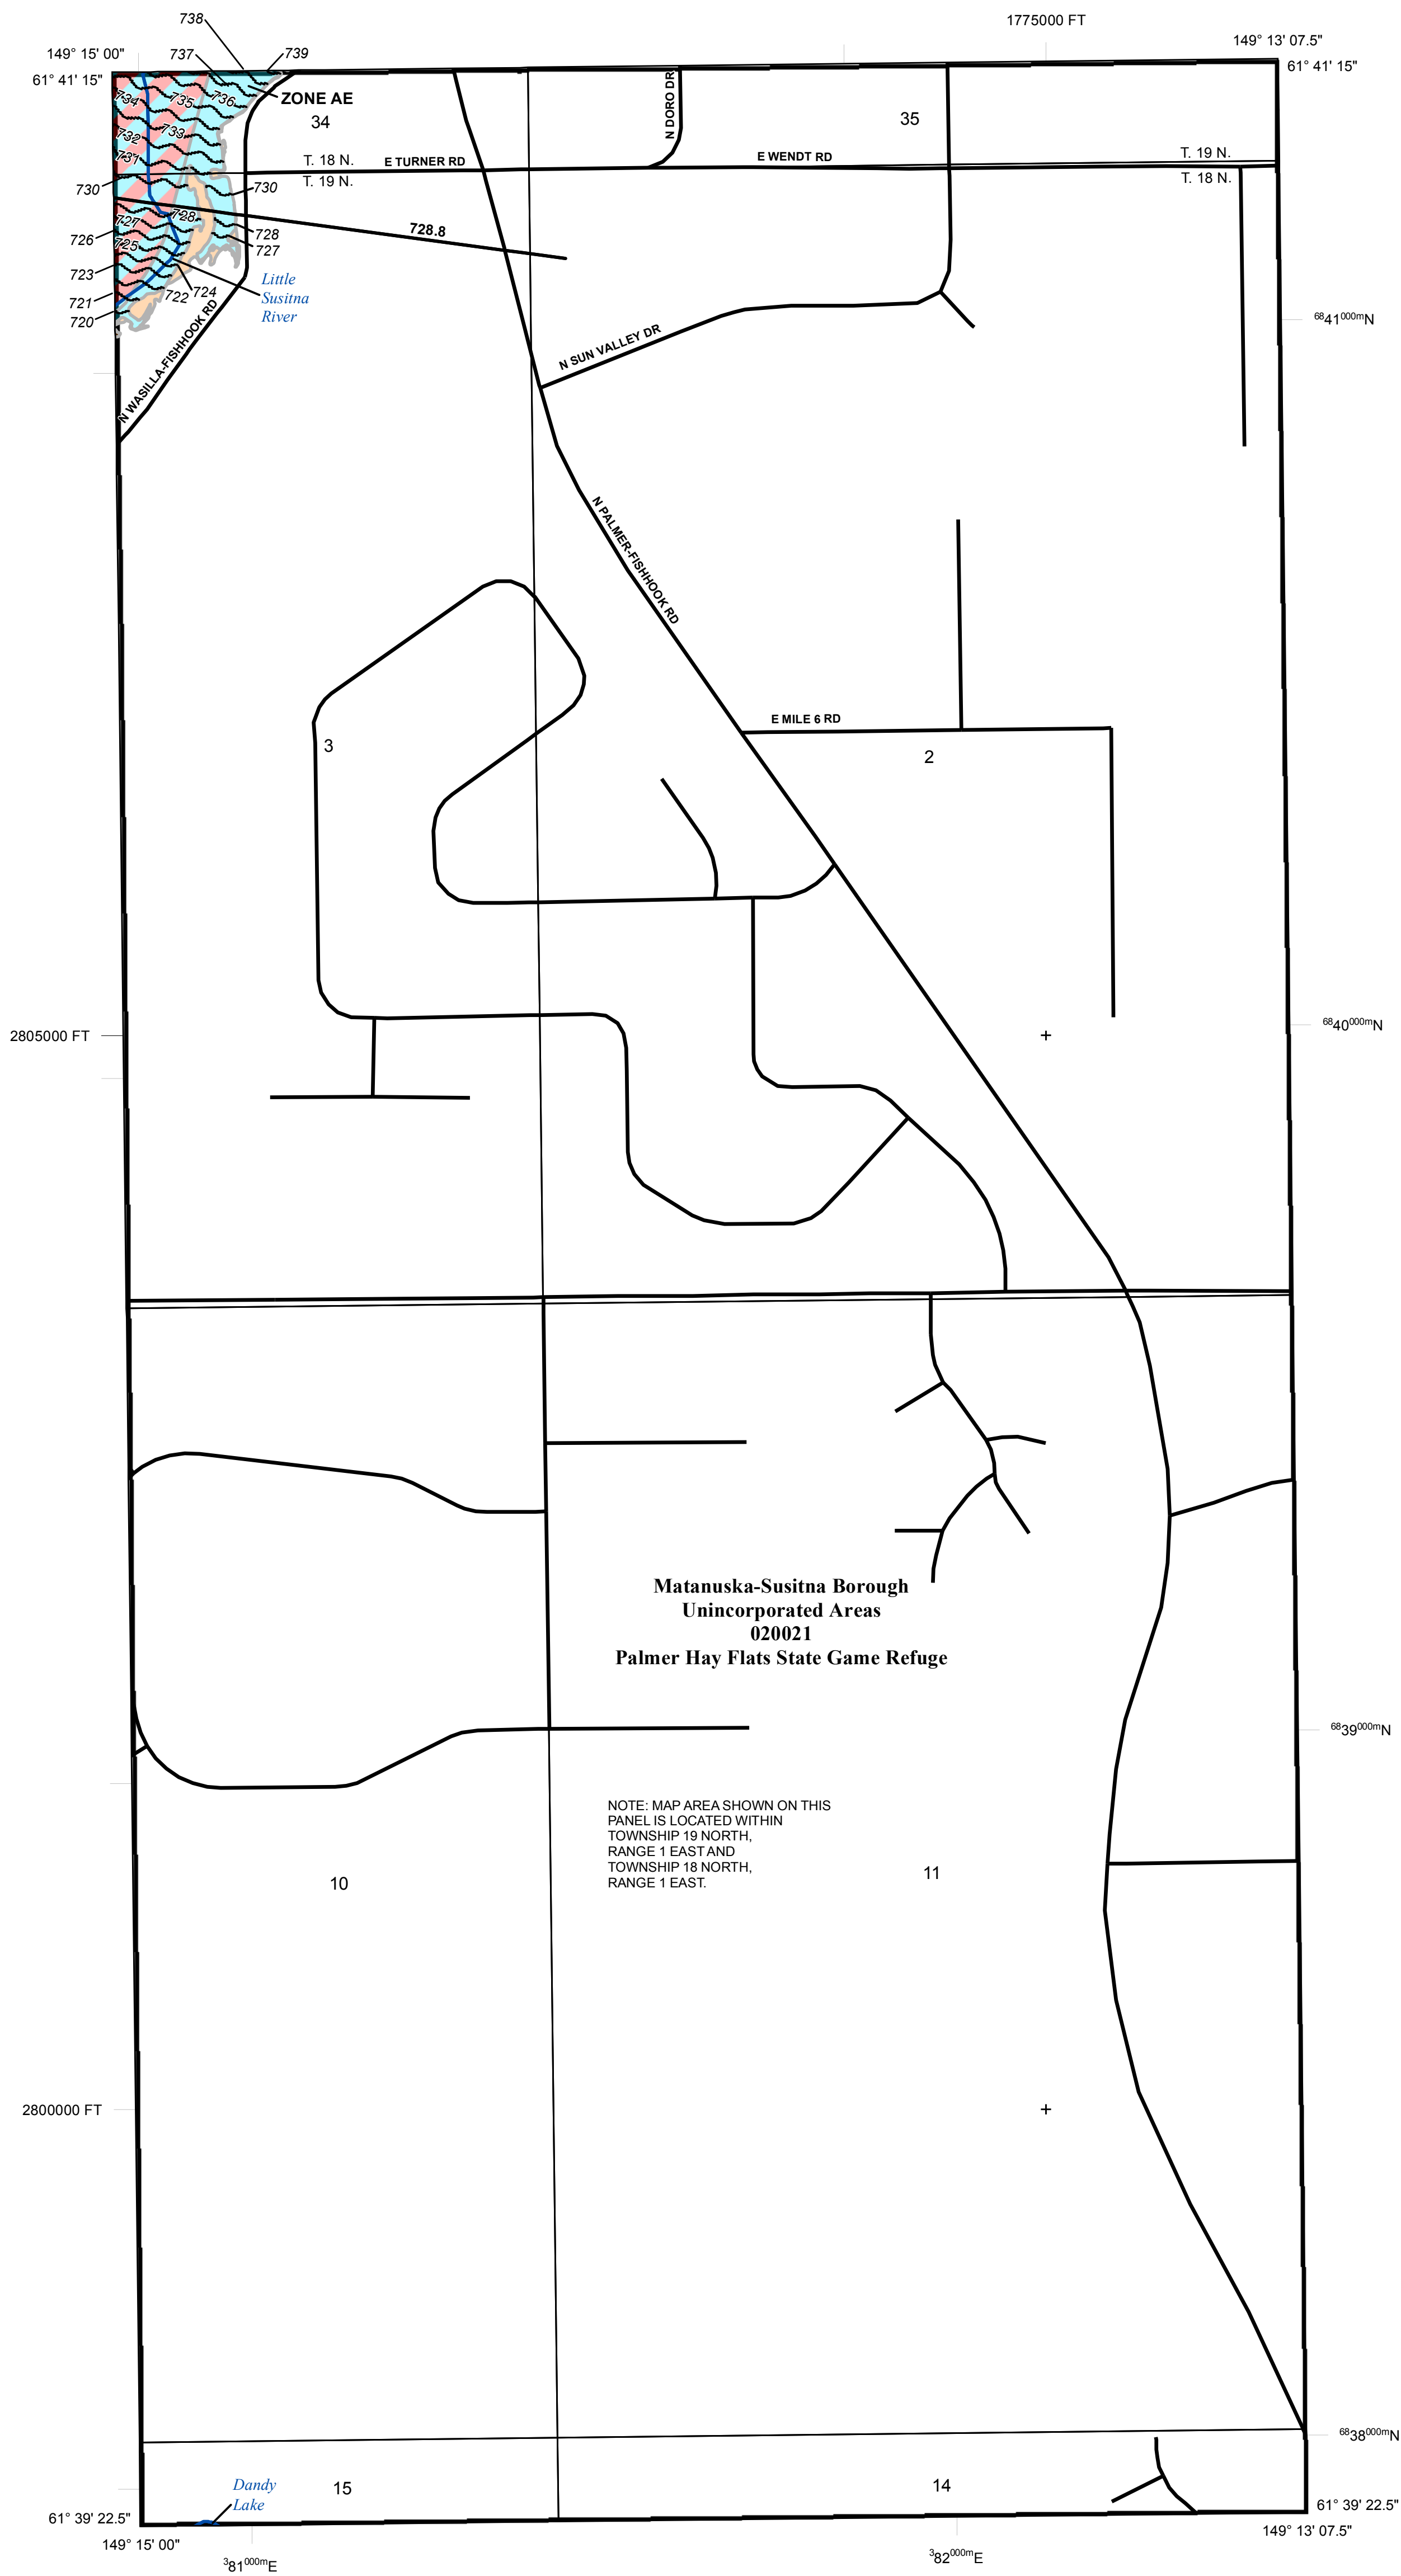 738
1775000 FT
149° 15' 00"
737
739
149° 13' 07.5"
61° 41' 15"
61° 41' 15"
734
735
736
ZONE AE
34
N DORO DR
35
732
733
731
T. 18 N.
E TURNER RD
E WENDT RD
T. 19 N.
T. 19 N.
T. 18 N.
730
730
727
728
728.8
726
725
728
727
723
724
722
Little
Susitna
River
721
720
N WASILLA-FISHHOOK RD
N SUN VALLEY DR
6841000mN
N PALMER-FISHHOOK RD
E MILE 6 RD
3
2
2805000 FT
6840000mN
Matanuska-Susitna Borough
Unincorporated Areas
020021
Palmer Hay Flats State Game Refuge
6839000mN
NOTE: MAP AREA SHOWN ON THIS
PANEL IS LOCATED WITHIN
TOWNSHIP 19 NORTH,
RANGE 1 EAST AND
TOWNSHIP 18 NORTH,
RANGE 1 EAST.
10
11
2800000 FT
6838000mN
Dandy
Lake
15
14
61° 39' 22.5"
61° 39' 22.5"
149° 15' 00"
149° 13' 07.5"
381000mE
382000mE